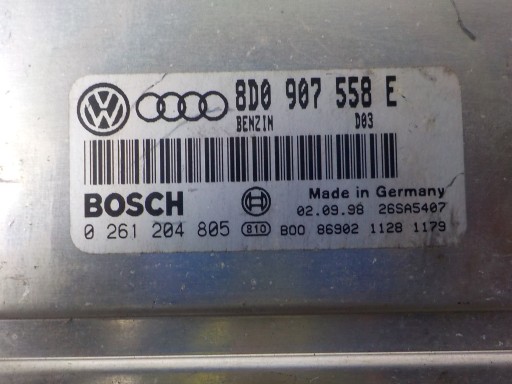 8D0 907 558 E
BENZIN D03
BOSCH
Made in Germany
02.09.98 26SA5407
0 261 204 805 810 B00 86902 1128 1179